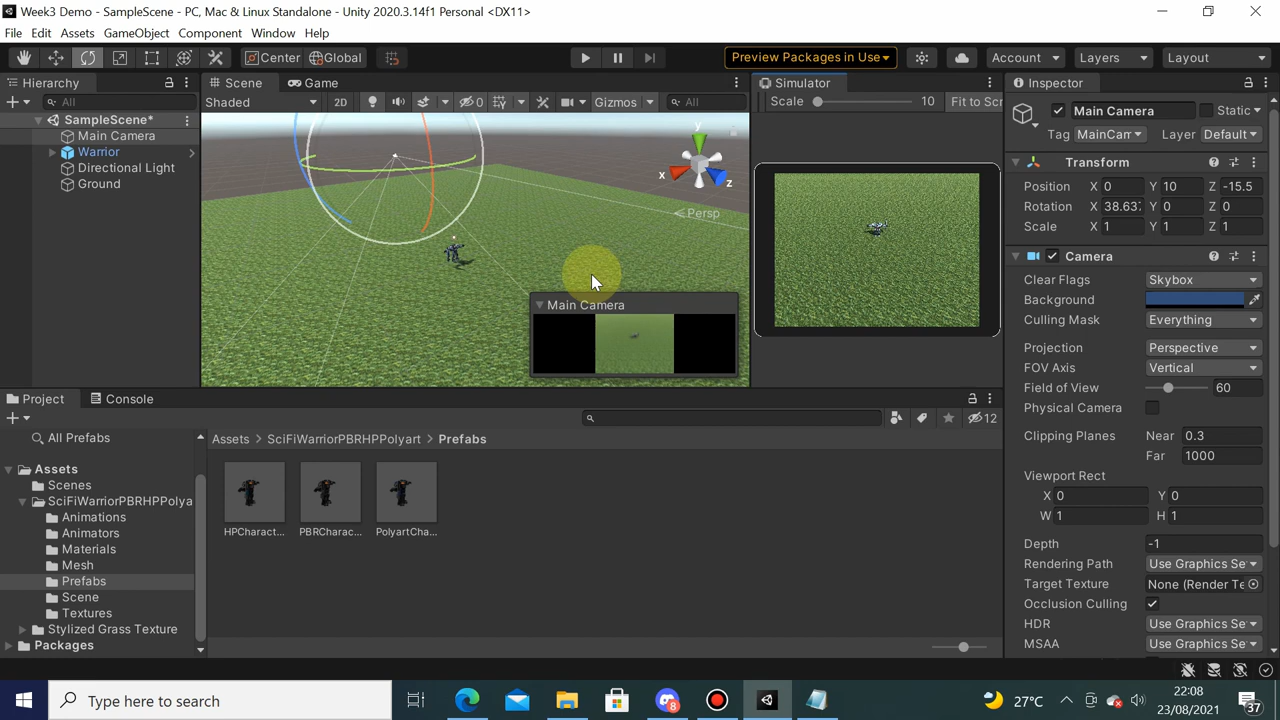 Week3 Demo - SampleScene - PC, Mac & Linux Standalone - Unity 2020.3.14f1 Personal <DX11>
File Edit Assets GameObject Component Window Help
Center Global Preview Packages in Use Account Layers Layout
Hierarchy Scene Game Simulator Inspector
All Shaded 2D 0 Gizmos All Scale 10 Fit to Scr
Main Camera Static
Tag MainCam Layer Default
SampleScene*
Main Camera
Warrior
Directional Light
Ground
y
x
z
Persp
Main Camera
Transform
Position X 0 Y 10 Z -15.5
Rotation X 38.637 Y 0 Z 0
Scale X 1 Y 1 Z 1
Camera
Clear Flags Skybox
Background
Culling Mask Everything
Projection Perspective
FOV Axis Vertical
Field of View 60
Physical Camera
Clipping Planes Near 0.3
Far 1000
Viewport Rect
X 0 Y 0
W 1 H 1
Depth -1
Rendering Path Use Graphics Se
Target Texture None (Render Te
Occlusion Culling
HDR Use Graphics Se
MSAA Use Graphics Se
Project Console
12
All Prefabs
Assets
Scenes
SciFiWarriorPBRHPPolya
Animations
Animators
Materials
Mesh
Prefabs
Scene
Textures
Stylized Grass Texture
Packages
Assets > SciFiWarriorPBRHPPolyart > Prefabs
HPCharact... PBRCharac... PolyartCha...
Type here to search
8
27°C
22:08
23/08/2021
37